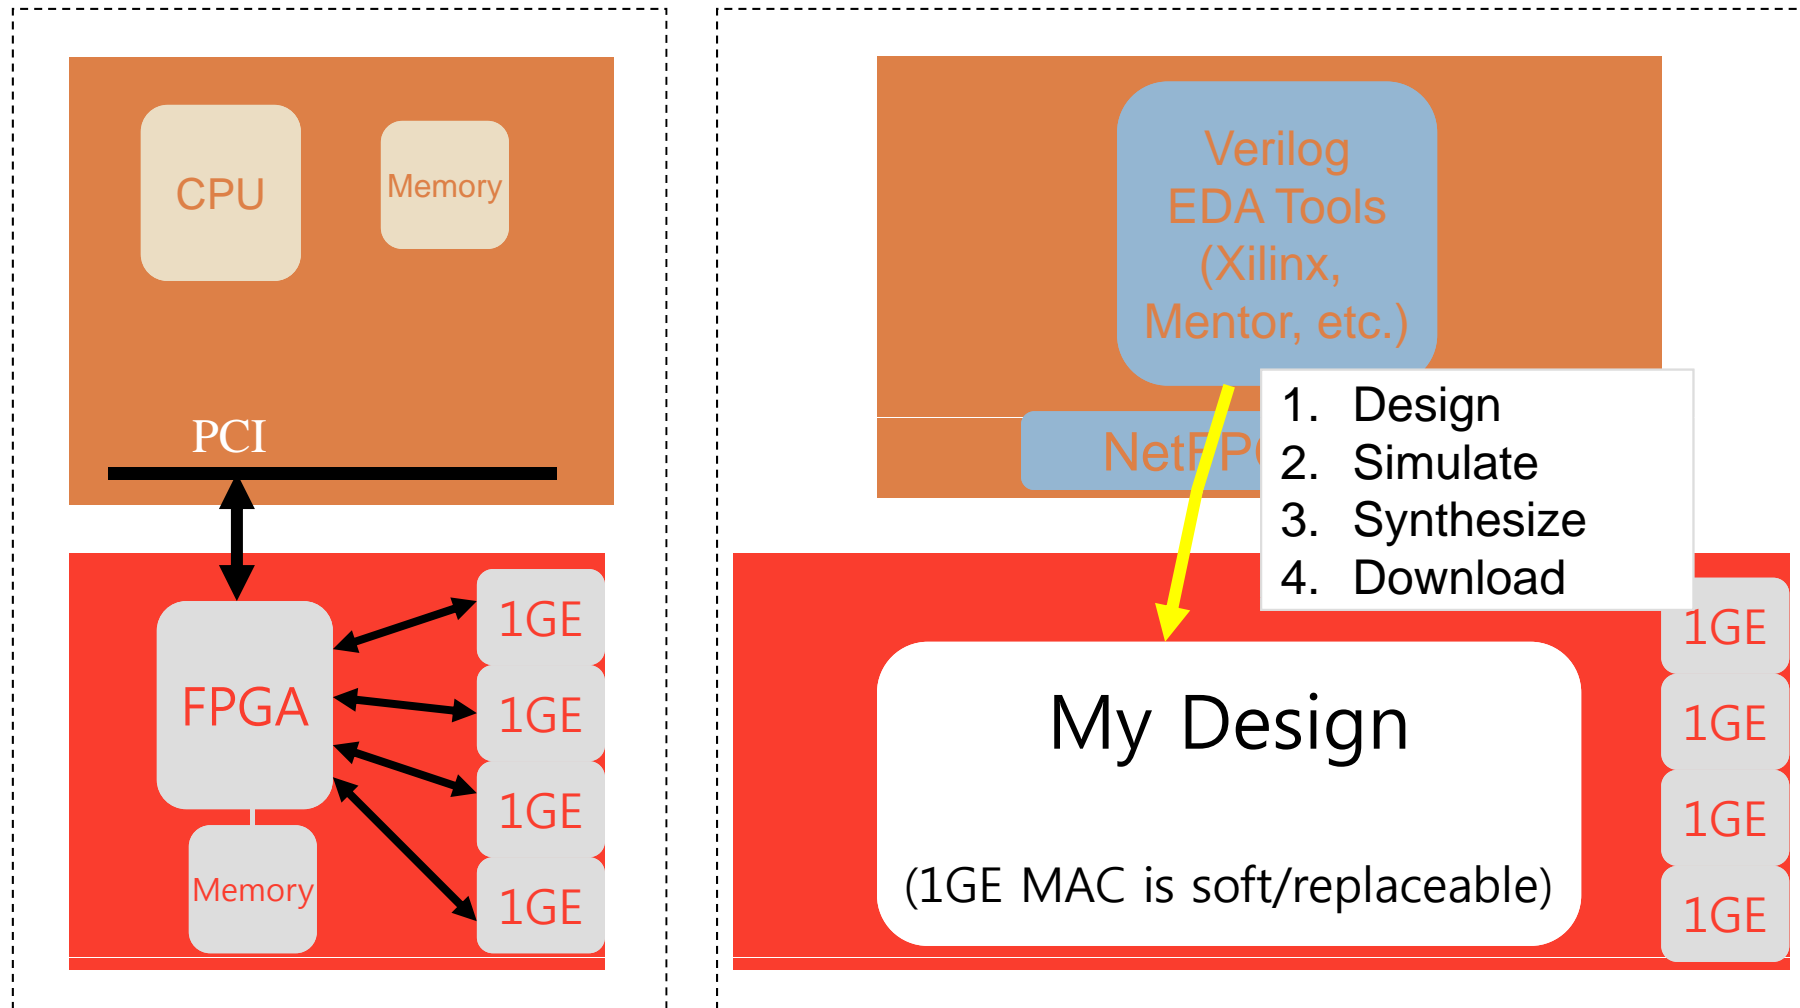 CPU
Memory
PCI
FPGA
Memory
1GE
1GE
1GE
1GE
Verilog
EDA Tools
(Xilinx,
Mentor, etc.)
1. Design
2. Simulate
3. Synthesize
4. Download
My Design
(1GE MAC is soft/replaceable)
1GE
1GE
1GE
1GE